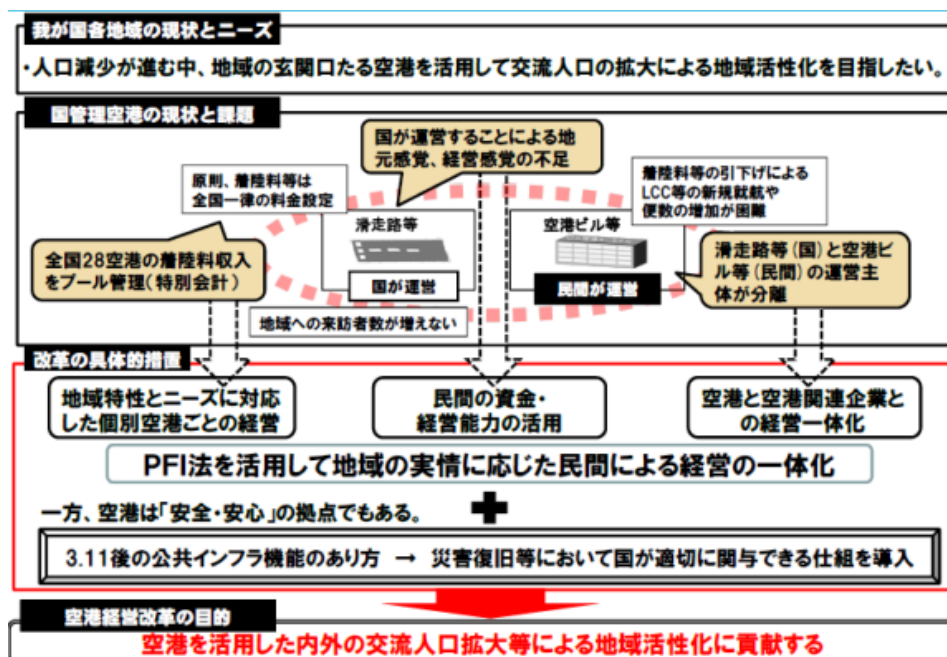 我が国各地域の現状とニーズ
・人口減少が進む中、地域の玄関口たる空港を活用して交流人口の拡大による地域活性化を目指したい。
国管理空港の現状と課題
国が運営することによる地
元感覚、経営感覚の不足
原則、着陸料等は
全国一律の料金設定
着陸料等の引下げによる
LCC等の新規就航や
便数の増加が困難
滑走路等
国が運営
空港ビル等
民間が運営
全国28空港の着陸料収入
をプール管理(特別会計)
滑走路等(国)と空港ビ
ル等(民間)の運営主
体が分離
地域への来訪者数が増えない
改革の具体的措置
地域特性とニーズに対応
した個別空港ごとの経営
民間の資金・
経営能力の活用
空港と空港関連企業と
の経営一体化
PFI法を活用して地域の実情に応じた民間による経営の一体化
一方、空港は「安全・安心」の拠点でもある。
3.11後の公共インフラ機能のあり方 → 災害復旧等において国が適切に関与できる仕組を導入
空港経営改革の目的
空港を活用した内外の交流人口拡大等による地域活性化に貢献する